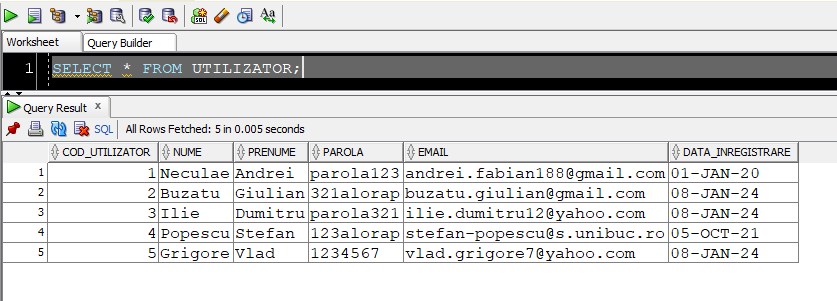 SQL
Aa
Worksheet Query Builder
1 SELECT * FROM UTILIZATOR;
Query Result x
SQL All Rows Fetched: 5 in 0.005 seconds
COD_UTILIZATOR NUME PRENUME PAROLA EMAIL DATA_INREGISTRARE
1 1 Neculae Andrei parola123 andrei.fabian188@gmail.com 01-JAN-20
2 2 Buzatu Giulian 321alorap buzatu.giulian@gmail.com 08-JAN-24
3 3 Ilie Dumitru parola321 ilie.dumitru12@yahoo.com 08-JAN-24
4 4 Popescu Stefan 123alorap stefan-popescu@s.unibuc.ro 05-OCT-21
5 5 Grigore Vlad 1234567 vlad.grigore7@yahoo.com 08-JAN-24